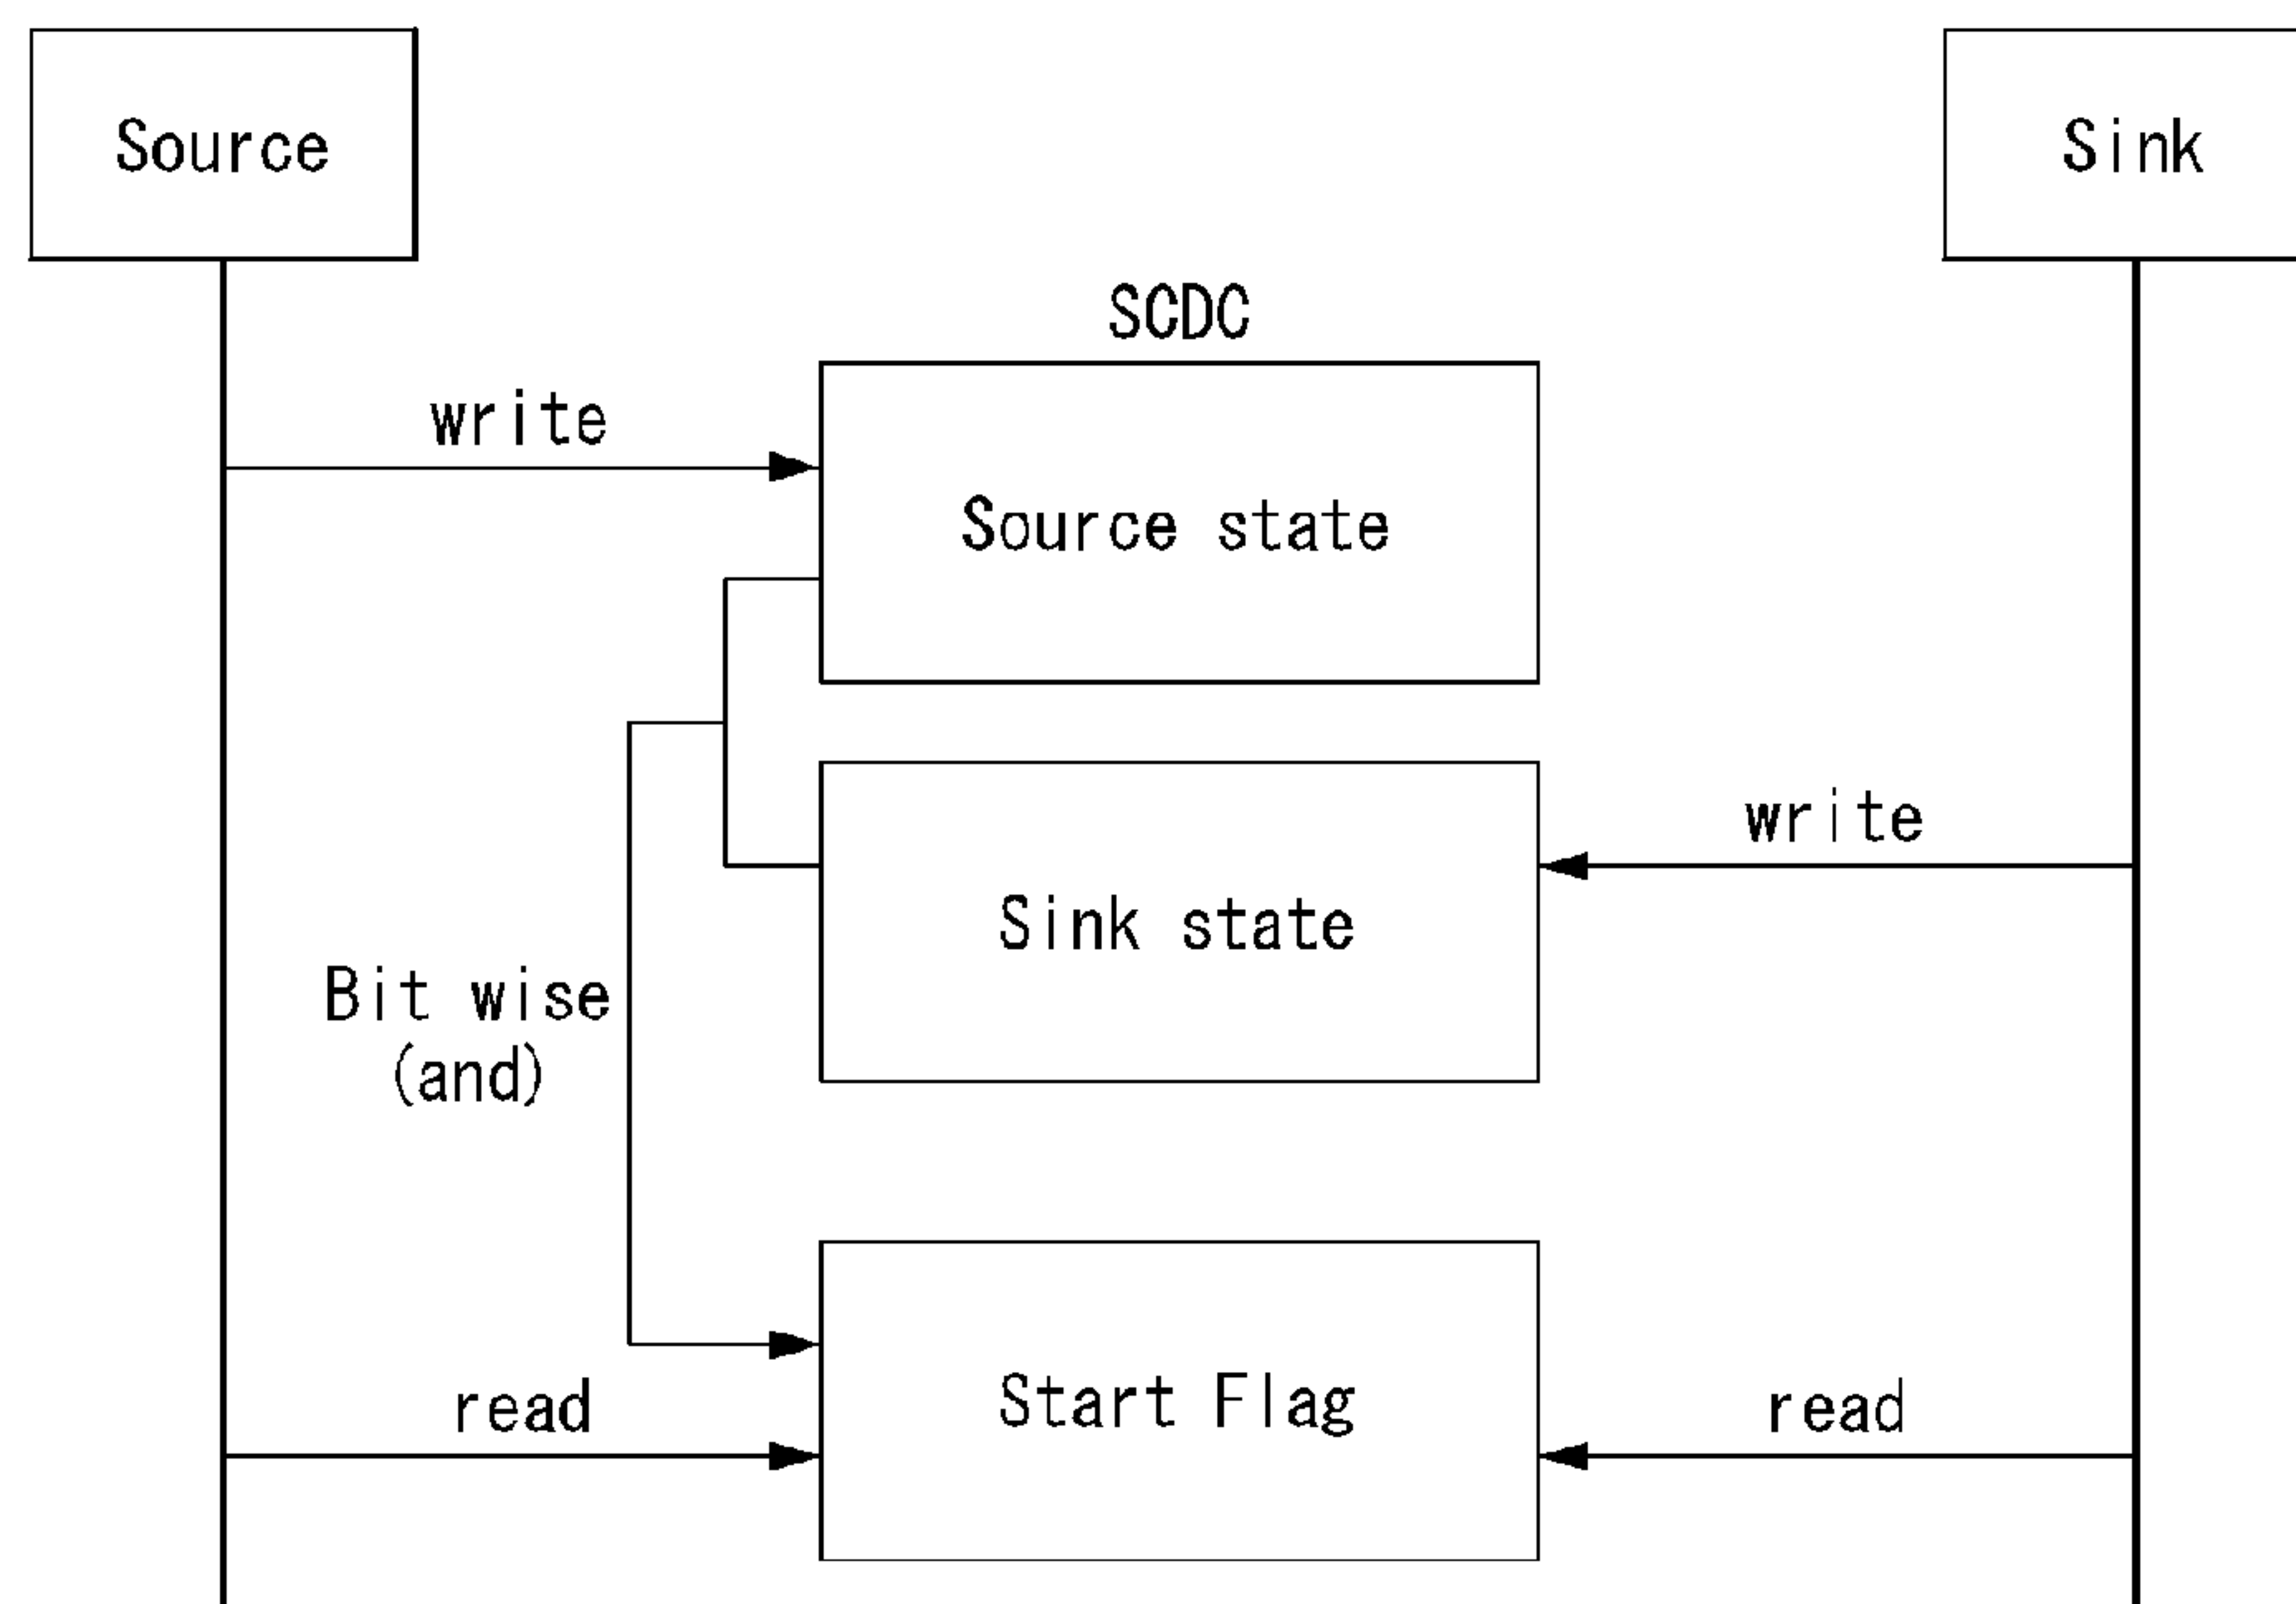 Source
Sink
SCDC
write
Source state
write
Sink state
Bit wise
(and)
read
Start Flag
read